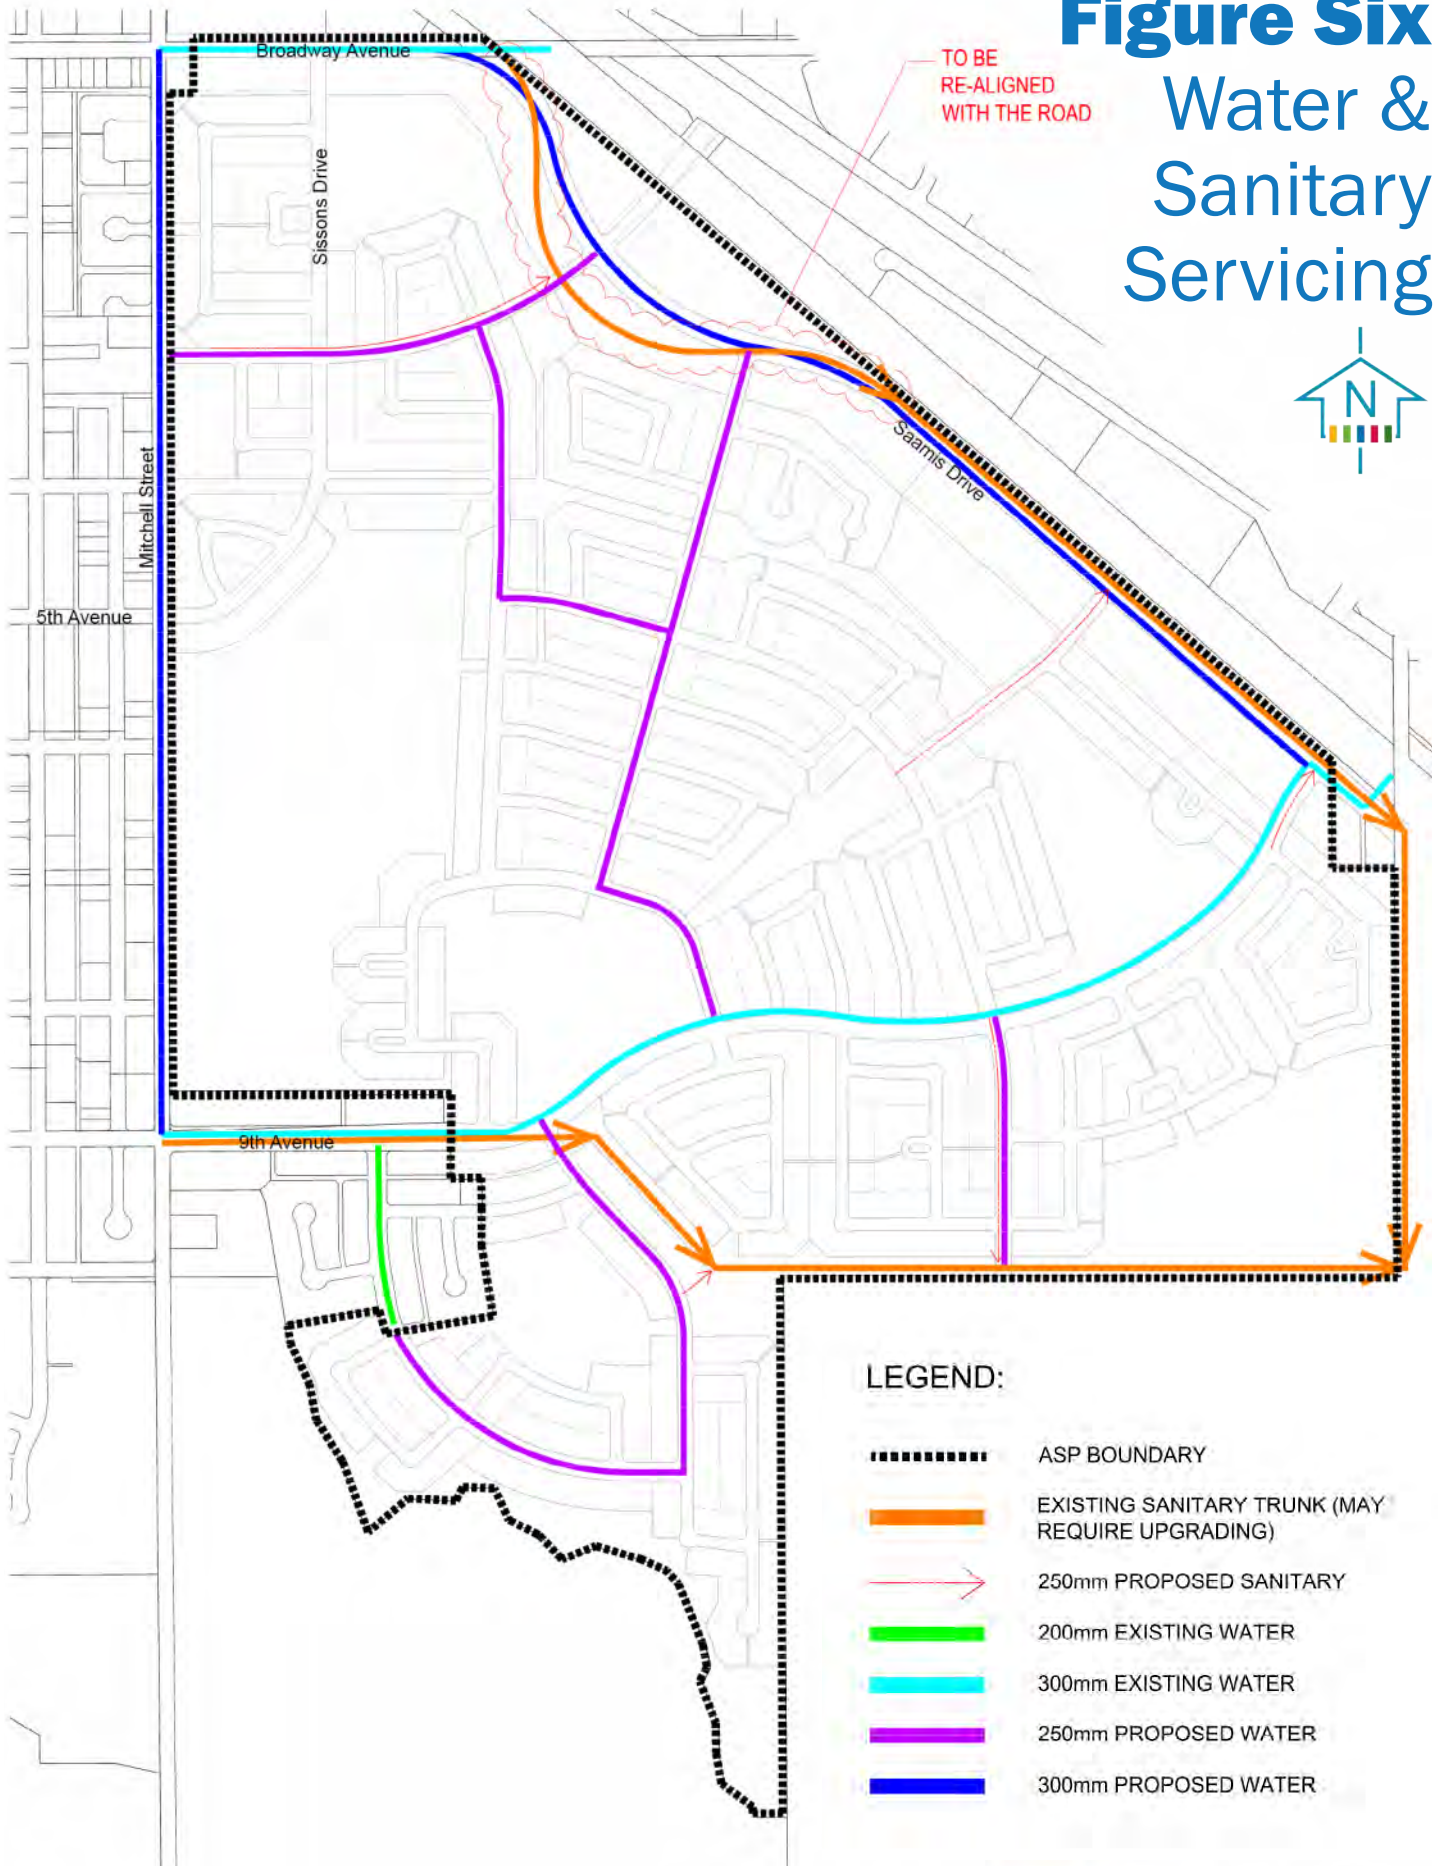 Figure Six
Water &
Sanitary
Servicing
TO BE
RE-ALIGNED
WITH THE ROAD
N
Broadway Avenue
Sissons Drive
Mitchell Street
Saamis Drive
5th Avenue
9th Avenue
LEGEND:
ASP BOUNDARY
EXISTING SANITARY TRUNK (MAY
REQUIRE UPGRADING)
250mm PROPOSED SANITARY
200mm EXISTING WATER
300mm EXISTING WATER
250mm PROPOSED WATER
300mm PROPOSED WATER